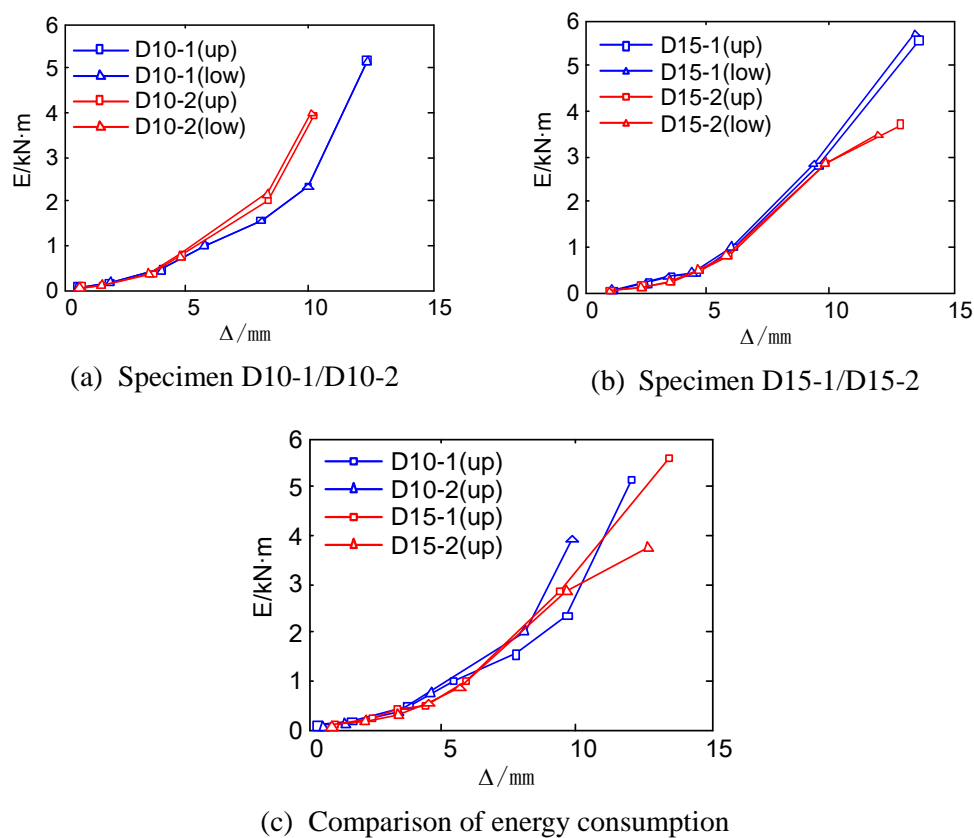 6
5
4
3
2
1
0
E/kN·m
D10-1(up)
D10-1(low)
D10-2(up)
D10-2(low)
0 5 10 15
Δ/mm
(a) Specimen D10-1/D10-2
6
5
4
3
2
1
0
E/kN·m
D15-1(up)
D15-1(low)
D15-2(up)
D15-2(low)
0 5 10 15
Δ/mm
(b) Specimen D15-1/D15-2
6
5
4
3
2
1
0
E/kN·m
D10-1(up)
D10-2(up)
D15-1(up)
D15-2(up)
0 5 10 15
Δ/mm
(c) Comparison of energy consumption